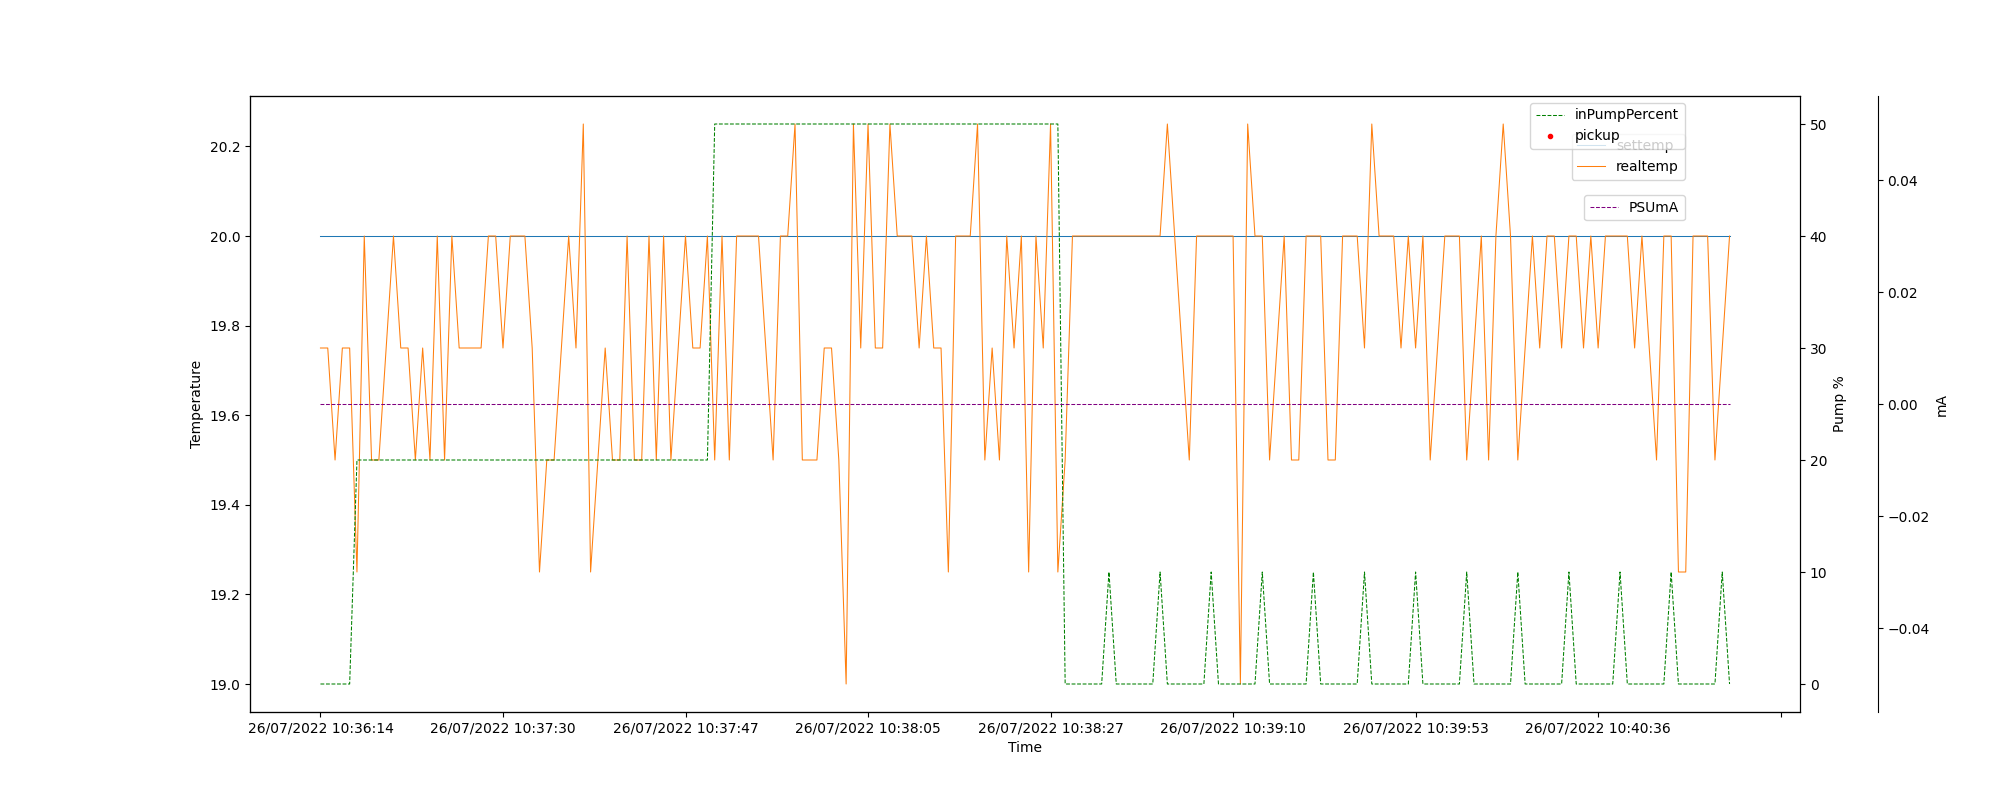 inPumpPercent
pickup
settemp
realtemp
PSUmA
Temperature
20.2
20.0
19.8
19.6
19.4
19.2
19.0
50
40
30
20
10
0
Pump %
0.04
0.02
0.00
−0.02
−0.04
mA
26/07/2022 10:36:14
26/07/2022 10:37:30
26/07/2022 10:37:47
26/07/2022 10:38:05
26/07/2022 10:38:27
26/07/2022 10:39:10
26/07/2022 10:39:53
26/07/2022 10:40:36
Time